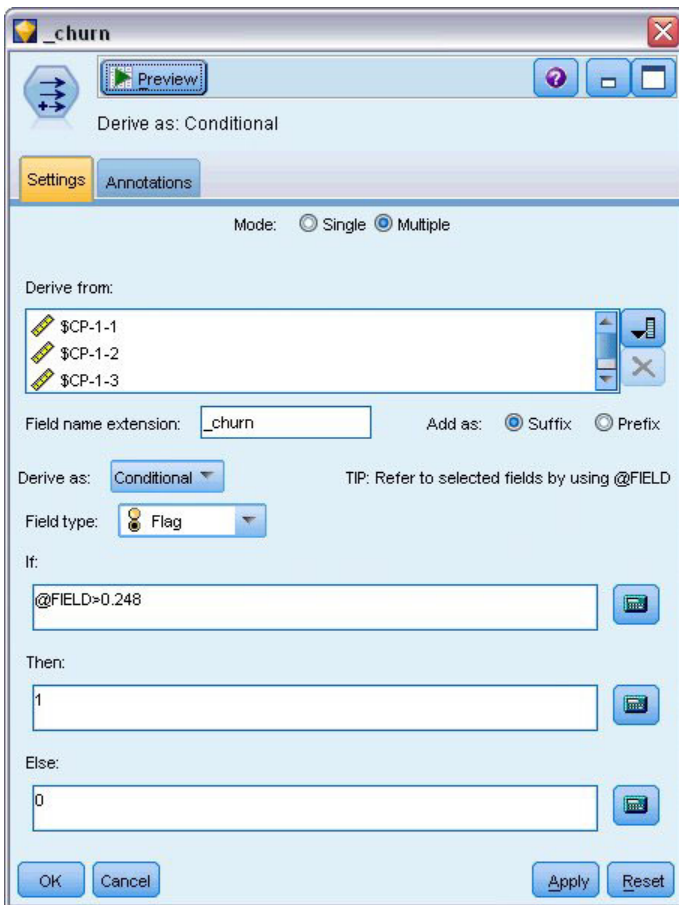 _churn
Preview
Derive as: Conditional
Settings Annotations
Mode: Single Multiple
Derive from:
$CP-1-1
$CP-1-2
$CP-1-3
Field name extension: _churn Add as: Suffix Prefix
Derive as: Conditional TIP: Refer to selected fields by using @FIELD
Field type: Flag
If:
@FIELD>0.248
Then:
1
Else:
0
OK Cancel Apply Reset